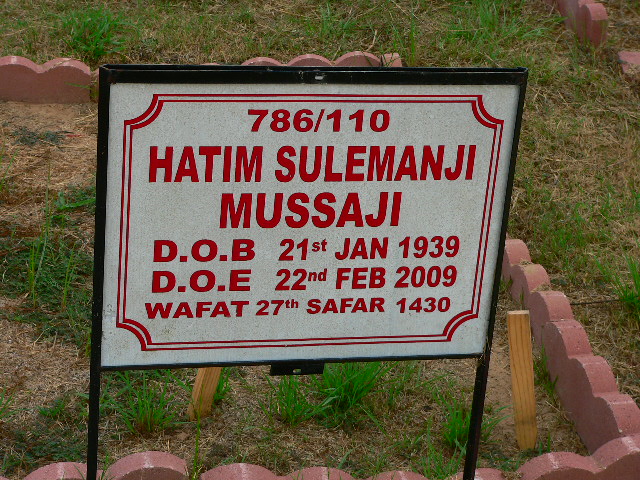 786/110
HATIM SULEMANJI
MUSSAJI
D.O.B 21st JAN 1939
D.O.E 22nd FEB 2009
WAFAT 27th SAFAR 1430